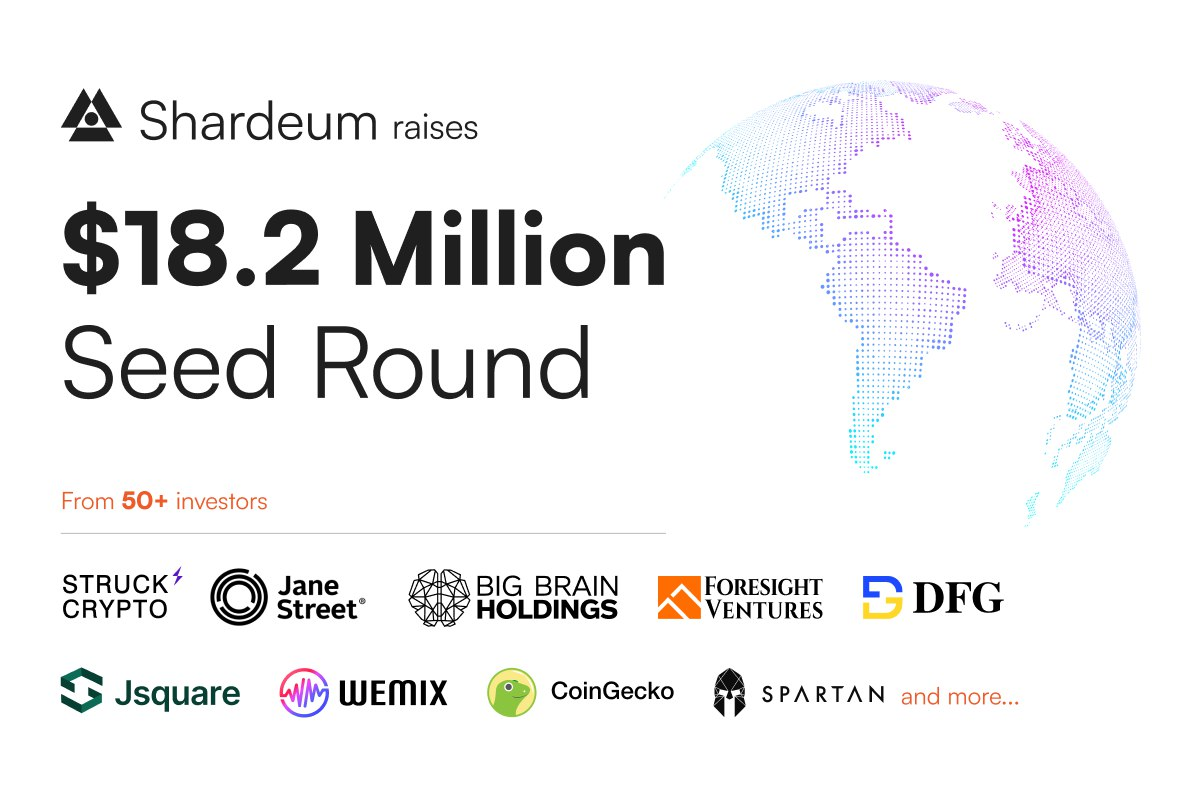 Shardeum raises
$18.2 Million
Seed Round
From 50+ investors
STRUCK
CRYPTO
Jane
Street®
BIG BRAIN
HOLDINGS
FORESIGHT
VENTURES
DFG
Jsquare
WEMIX
CoinGecko
SPARTAN
and more...